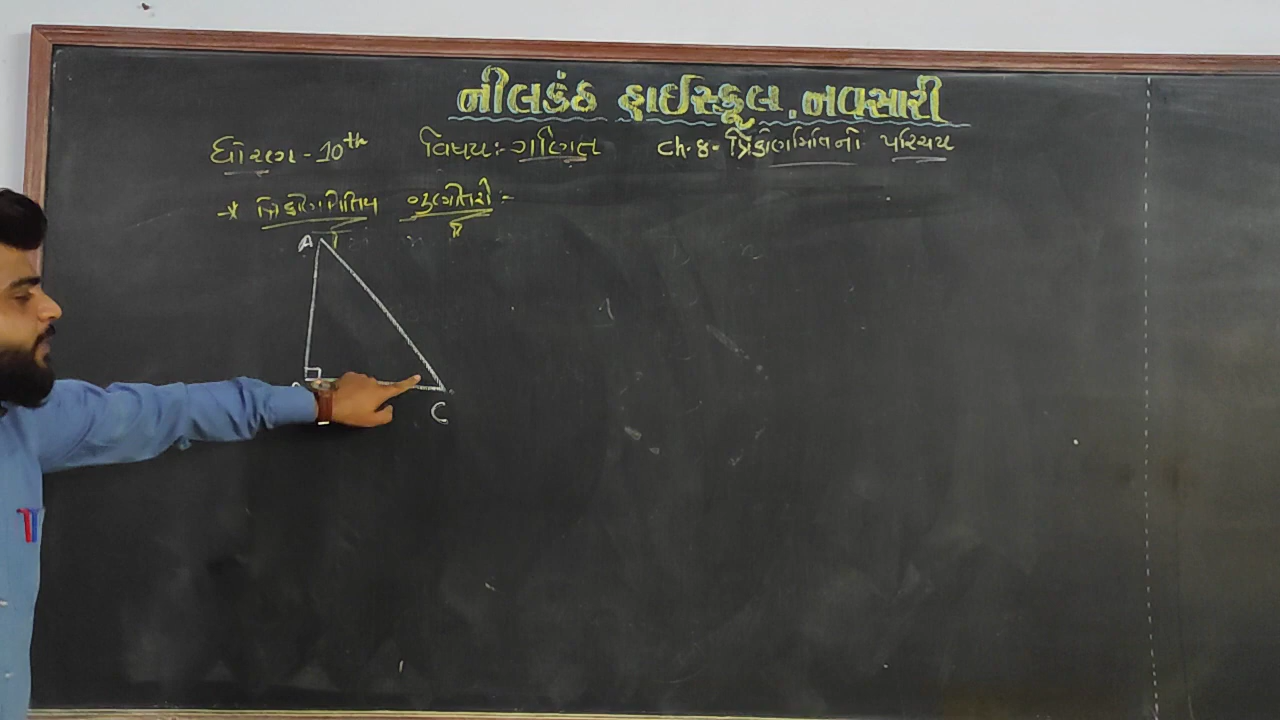 નીલકંઠ હાઈસ્કૂલ. નવસારી
ધોરણ - 10th વિષય :- ગણિત ch. 8 - ત્રિકોણમિતિનો પરિચય
* ત્રિકોણમિતિય ગુણોત્તરો :-
A
C